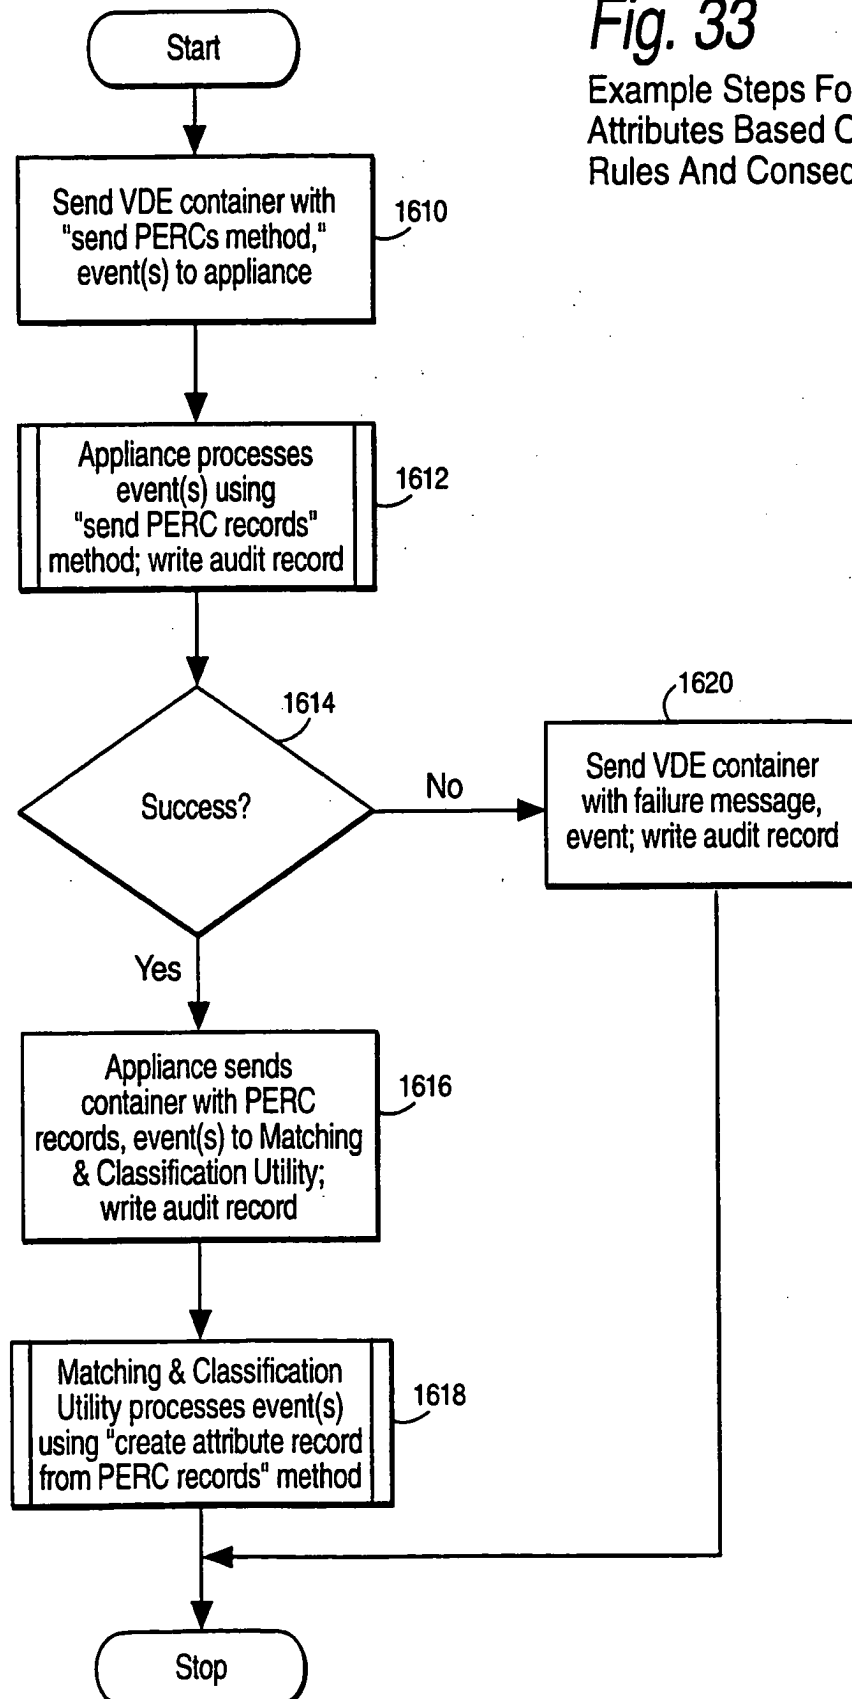 Fig. 33
Example Steps Fo
Attributes Based O
Rules And Conseq
Start
Send VDE container with
"send PERCs method,"
event(s) to appliance
1610
Appliance processes
event(s) using
"send PERC records"
method; write audit record
1612
1614
Success?
No
1620
Send VDE container
with failure message,
event; write audit record
Yes
Appliance sends
container with PERC
records, event(s) to Matching
& Classification Utility;
write audit record
1616
Matching & Classification
Utility processes event(s)
using "create attribute record
from PERC records" method
1618
Stop